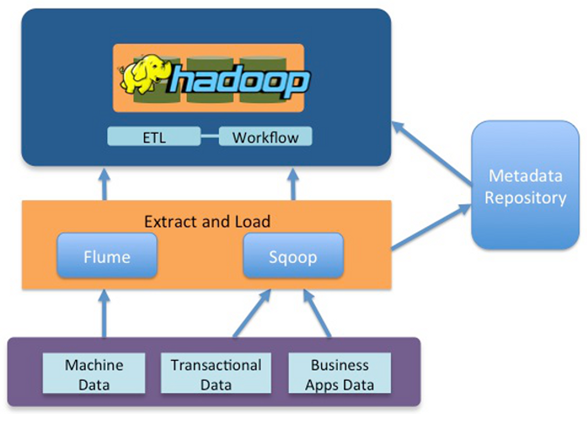 hadoop
ETL
Workflow
Metadata
Repository
Extract and Load
Flume
Sqoop
Machine
Data
Transactional
Data
Business
Apps Data